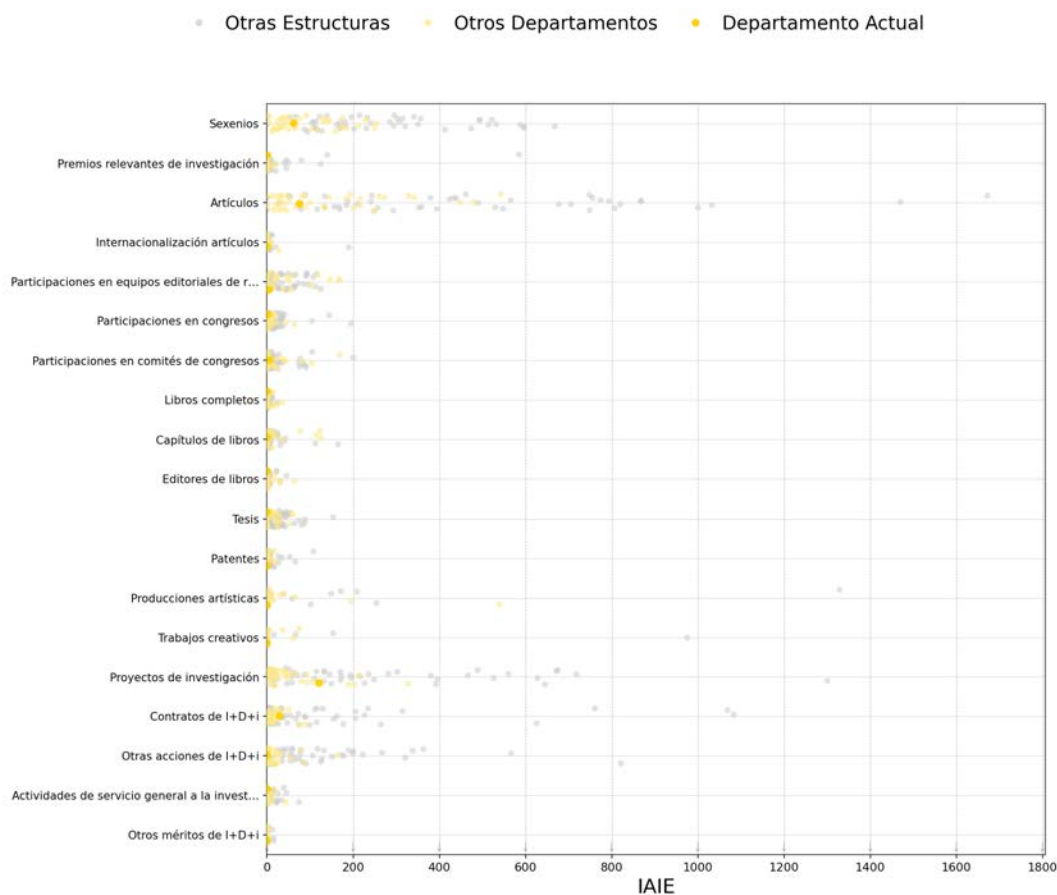 Otras Estructuras Otros Departamentos Departamento Actual
Sexenios
Premios relevantes de investigación
Artículos
Internacionalización artículos
Participaciones en equipos editoriales de r...
Participaciones en congresos
Participaciones en comités de congresos
Libros completos
Capítulos de libros
Editores de libros
Tesis
Patentes
Producciones artísticas
Trabajos creativos
Proyectos de investigación
Contratos de I+D+i
Otras acciones de I+D+i
Actividades de servicio general a la invest...
Otros méritos de I+D+i
0 200 400 600 800 1000 1200 1400 1600 1800
IAIE